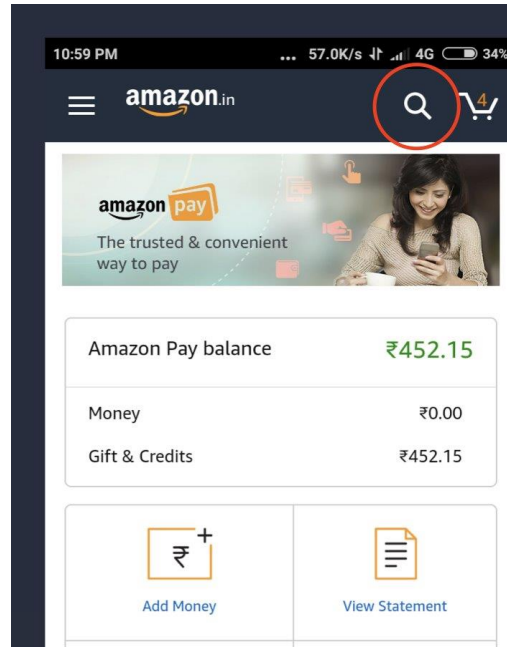 10:59 PM ... 57.0K/s 4G 34%
amazon.in 4
amazon pay
The trusted & convenient
way to pay
Amazon Pay balance ₹452.15
Money ₹0.00
Gift & Credits ₹452.15
₹+
Add Money View Statement